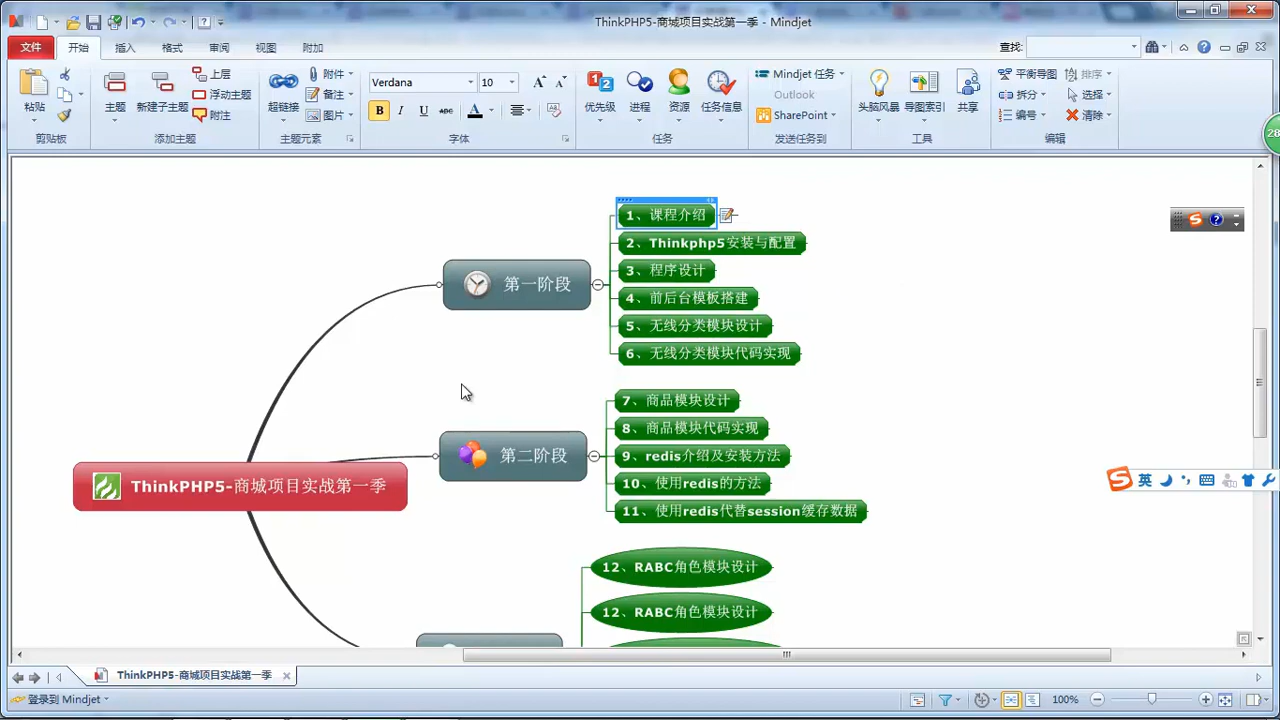 ThinkPHP5-商城项目实战第一季 - Mindjet
文件 开始 插入 格式 审阅 视图 附加 查找:
粘贴 主题 新建子主题 上层 浮动主题 附注 超链接 附件 备注 图片 Verdana 10 优先级 进程 资源 任务信息 Mindjet 任务 Outlook SharePoint 头脑风暴 导图索引 共享 平衡导图 排序 拆分 选择 编号 清除
剪贴板 添加主题 主题元素 字体 任务 发送任务到 工具 编辑
28
ThinkPHP5-商城项目实战第一季
第一阶段
1、课程介绍
2、Thinkphp5安装与配置
3、程序设计
4、前后台模板搭建
5、无线分类模块设计
6、无线分类模块代码实现
第二阶段
7、商品模块设计
8、商品模块代码实现
9、redis介绍及安装方法
10、使用redis的方法
11、使用redis代替session缓存数据
12、RABC角色模块设计
12、RABC角色模块设计
英
ThinkPHP5-商城项目实战第一季
登录到 Mindjet 100%